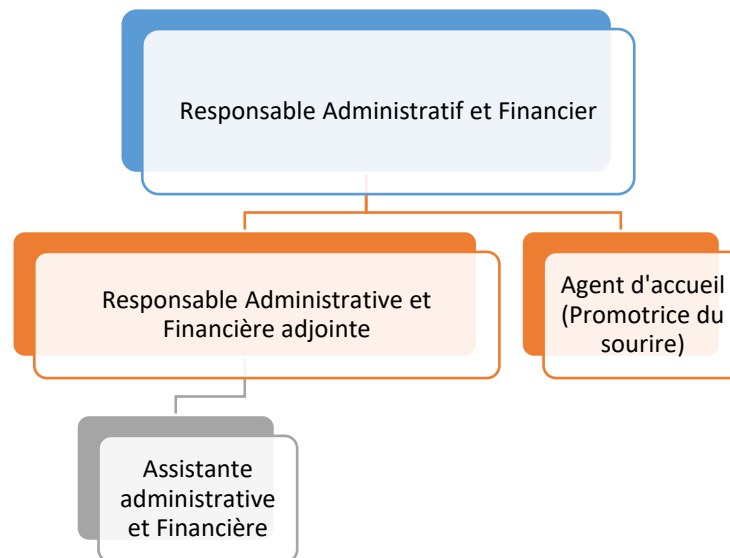 Responsable Administratif et Financier
Responsable Administrative et
Financière adjointe
Agent d'accueil
(Promotrice du
sourire)
Assistante
administrative
et Financière